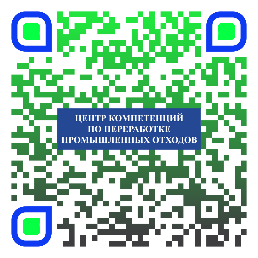 ЦЕНТР КОМПЕТЕНЦИЙ
ПО ПЕРЕРАБОТКЕ
ПРОМЫШЛЕННЫХ ОТХОДОВ